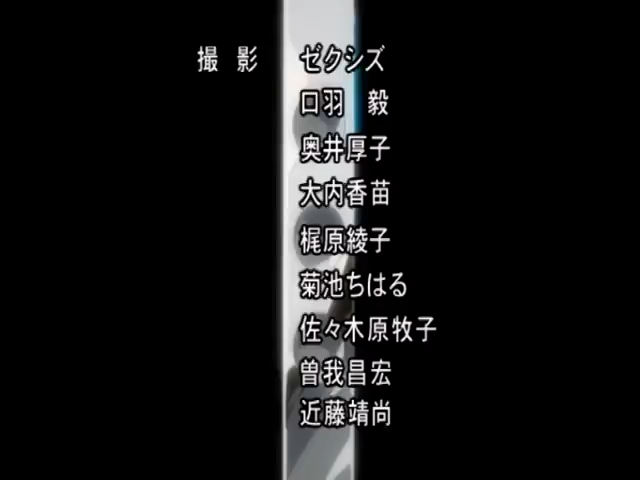 撮 影 ゼクシズ
口羽 毅
奥井厚子
大内香苗
梶原綾子
菊池ちはる
佐々木原牧子
曽我昌宏
近藤靖尚